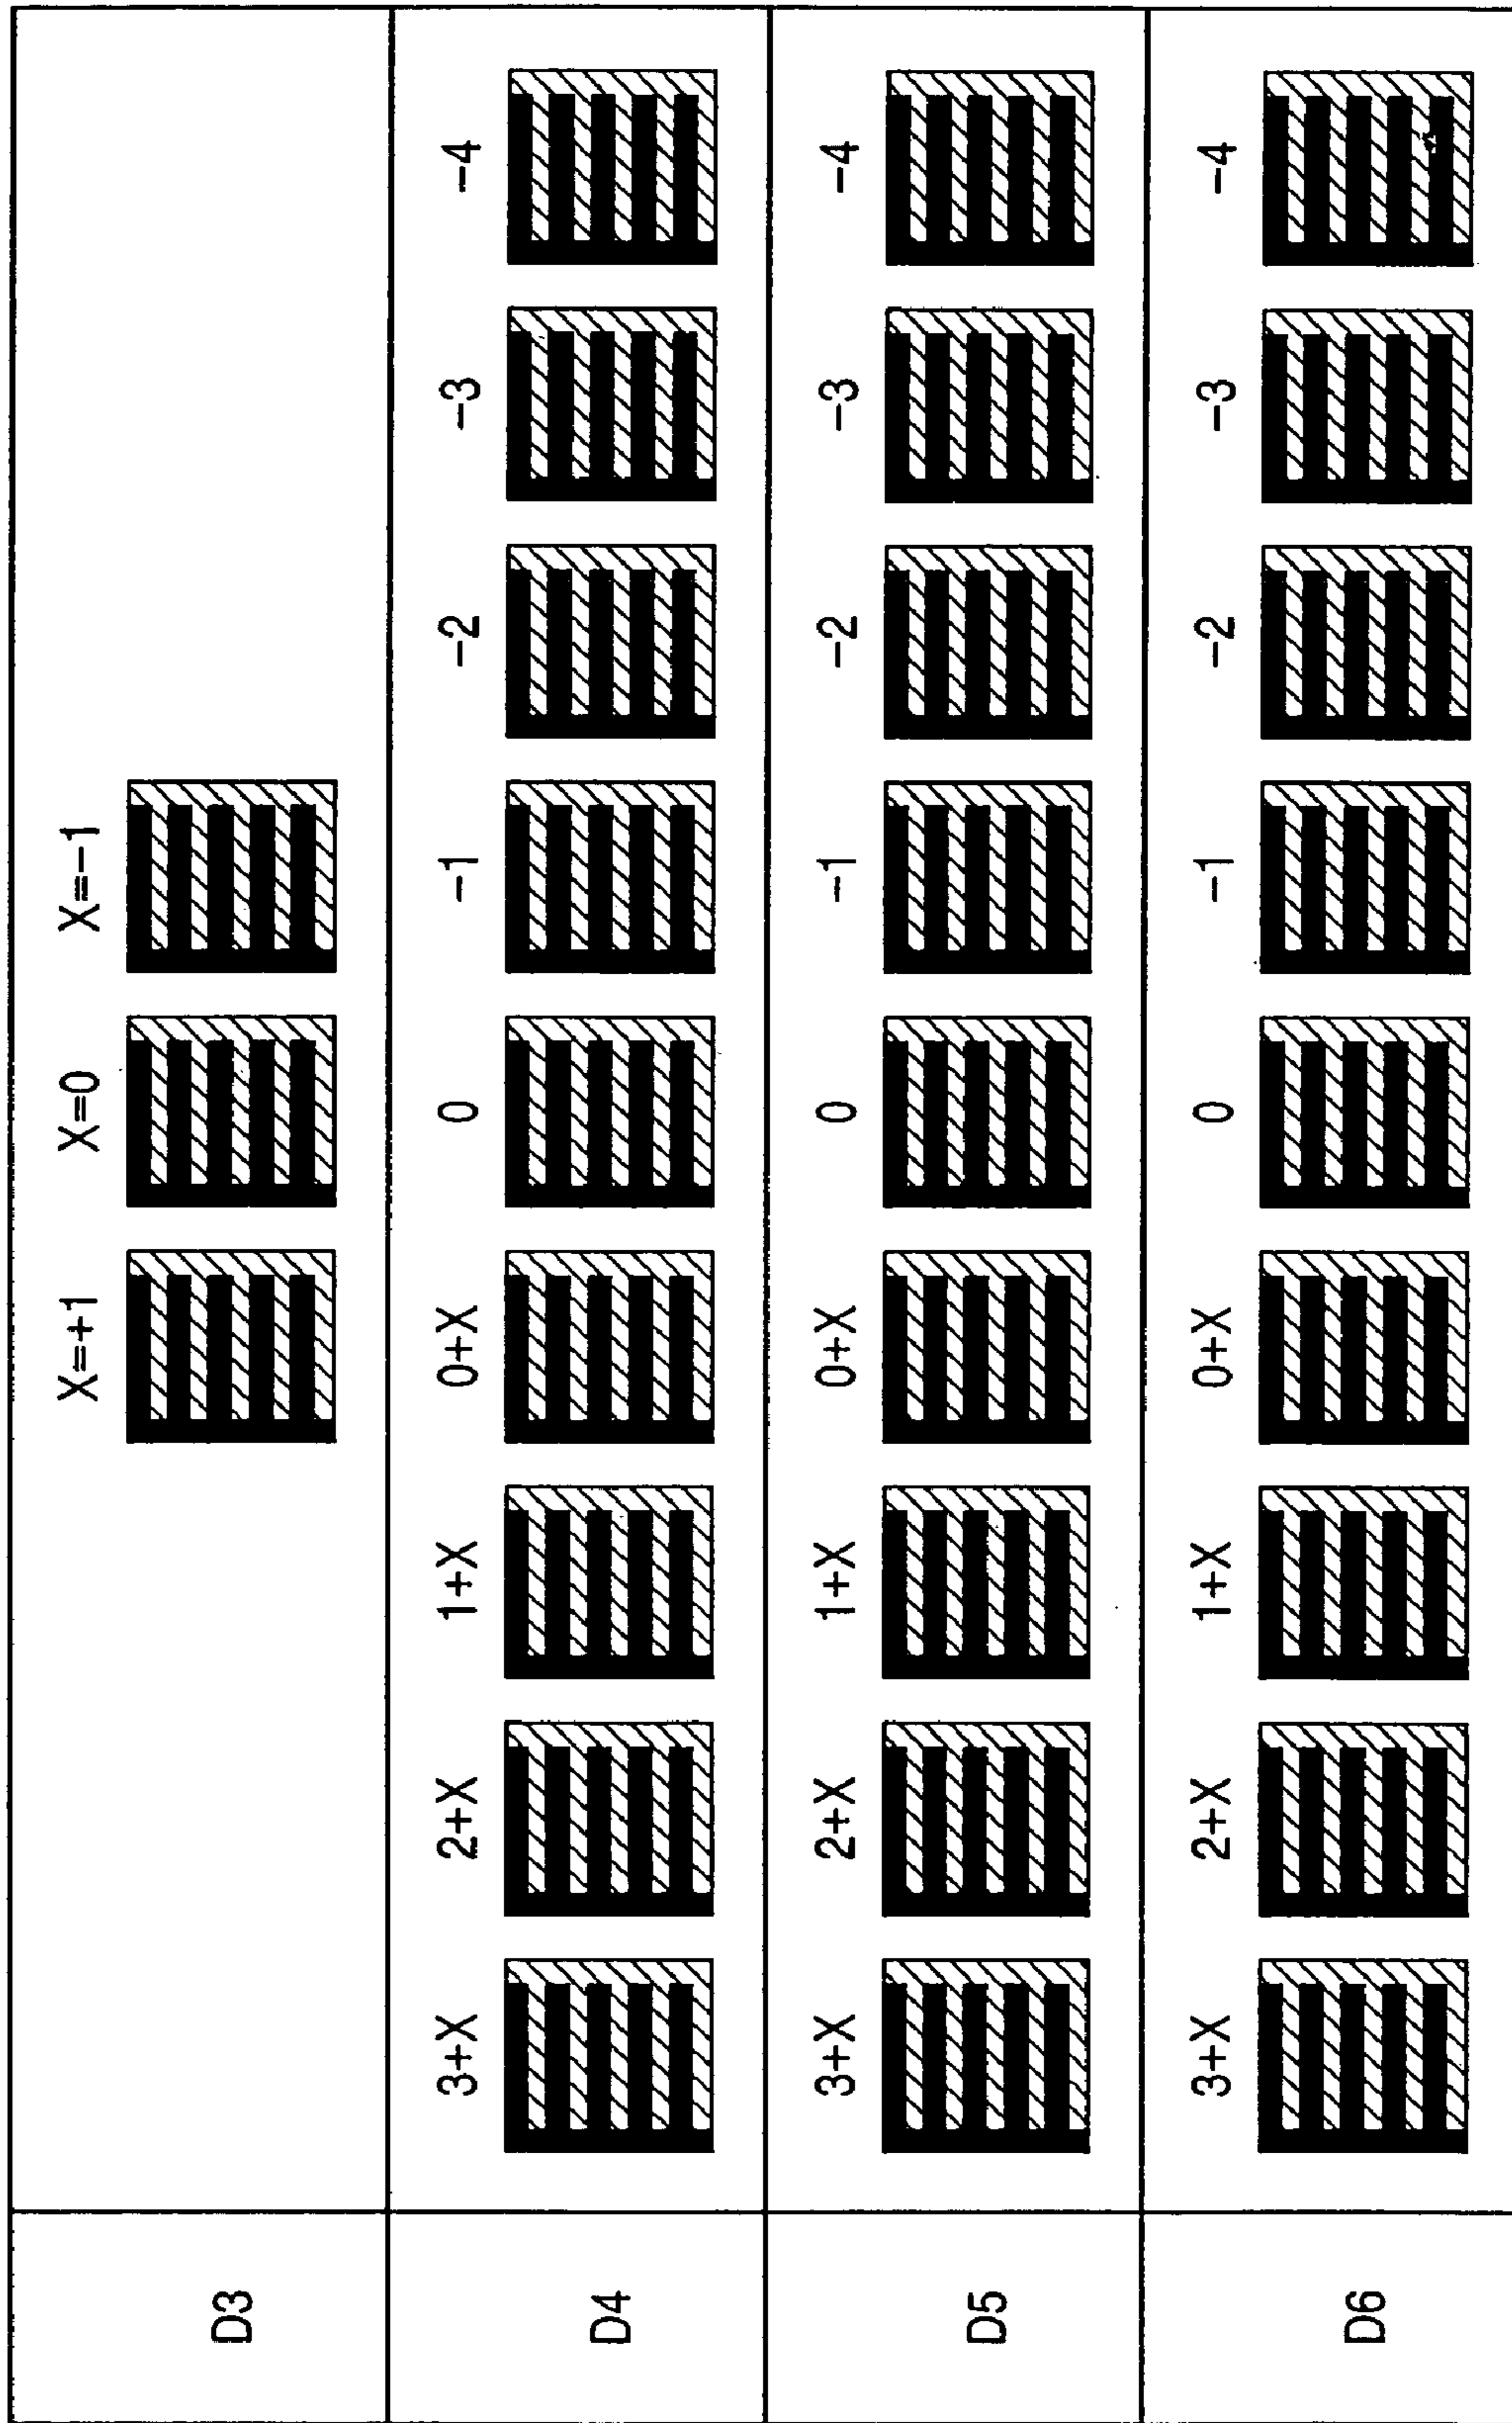 D3
X=+1 X=0 X=-1
D4
3+X 2+X 1+X 0+X 0 -1 -2 -3 -4
D5
3+X 2+X 1+X 0+X 0 -1 -2 -3 -4
D6
3+X 2+X 1+X 0+X 0 -1 -2 -3 -4